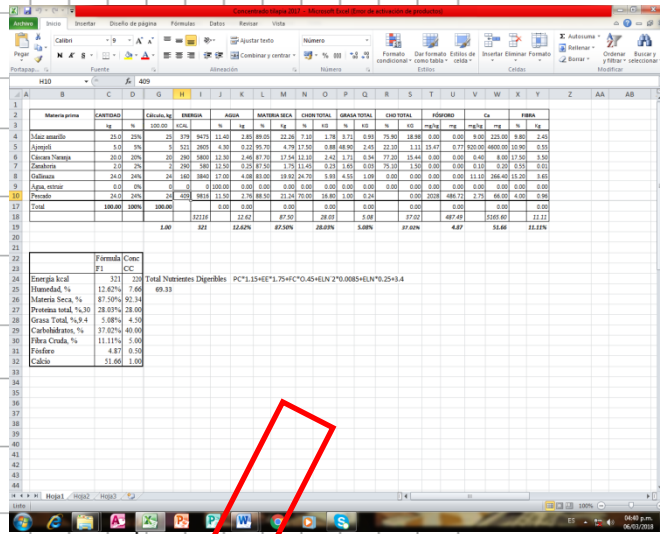 Concentrado Mapio 2017 - Microsoft Excel (Error de activación de productos)
Archivo Inicio Insertar Diseño de página Fórmulas Datos Revisar Vista
Pegar
Calibri 9
N K S
Ajustar texto
Combinar y centrar
Número
% 000
Formato condicional Dar formato como tabla Estilos de celda
Insertar Eliminar Formato
Σ Autosuma
Rellenar
Borrar
Ordenar y filtrar Buscar y seleccionar
Portapap... Fuente Alineación Número Estilos Celdas Modificar
H10 fx 409
A B C D G H I J K L M N O P Q R S T U V W X Y Z AA AB
Materia prima CANTIDAD Cálculo, kg ENERGIA AGUA MATERIA SECA CHON TOTAL GRASA TOTAL CHO TOTAL FÓSFORO Ca FIBRA
kg % 100.00 KCAL % kg % Kg % KG % KG % KG mg/kg mg mg/kg mg % Kg
4 Maiz amarillo 25.0 25% 25 379 9475 11.40 2.85 89.05 22.26 7.10 1.78 3.71 0.93 75.90 18.98 0.00 0.00 9.00 225.00 9.80 2.45
5 Ajonjolí 5.0 5% 5 521 2605 4.30 0.22 95.70 4.79 17.50 0.88 48.90 2.45 22.10 1.11 15.47 0.77 920.00 4600.00 10.90 0.55
6 Cáscara Naranja 20.0 20% 20 290 5800 12.30 2.46 87.70 17.54 12.10 2.42 1.71 0.34 77.20 15.44 0.00 0.00 0.40 8.00 17.50 3.50
7 Zanahoria 2.0 2% 2 290 580 12.50 0.25 87.50 1.75 11.45 0.23 1.65 0.03 75.10 1.50 0.00 0.00 0.10 0.20 0.55 0.01
8 Gallinaza 24.0 24% 24 160 3840 17.00 4.08 83.00 19.92 24.70 5.93 4.55 1.09 0.00 0.00 0.00 0.00 11.10 266.40 15.20 3.65
9 Agua, extruir 0.0 0% 0 0 0 100.00 0.00 0.00 0.00 0.00 0.00 0.00 0.00 0.00 0.00 0.00 0.00 0.00 0.00 0.00 0.00
10 Pescado 24.0 24% 24 409 9816 11.50 2.76 88.50 21.24 70.00 16.80 1.00 0.24 0.00 2028 486.72 2.75 66.00 4.00 0.96
17 Total 100.00 100% 100.00 0.00 0.00 0.00 0.00 0.00 0.00 0.00 0.00
18 32116 12.62 87.50 28.03 5.08 37.02 487.49 5165.60 11.11
19 1.00 321 12.62% 87.50% 28.03% 5.08% 37.02% 4.87 51.66 11.11%
Fórmula Conc
F1 CC
Energía kcal 321 220 Total Nutrientes Digeribles PC*1.15+EE*1.75+FC*0.45+ELN´2*0.0085+ELN*0.25+3.4
Humedad, % 12.62% 7.66 69.33
Materia Seca, % 87.50% 92.34
Proteína total, %,30 28.03% 28.00
Grasa Total, %,9.4 5.08% 4.50
Carbohidratos, % 37.02% 40.00
Fibra Cruda, % 11.11% 5.00
Fósforo 4.87 0.50
Calcio 51.66 1.00
Hoja1 Hoja2 Hoja3
Listo 100%
ES 04:40 p.m.
06/03/2018